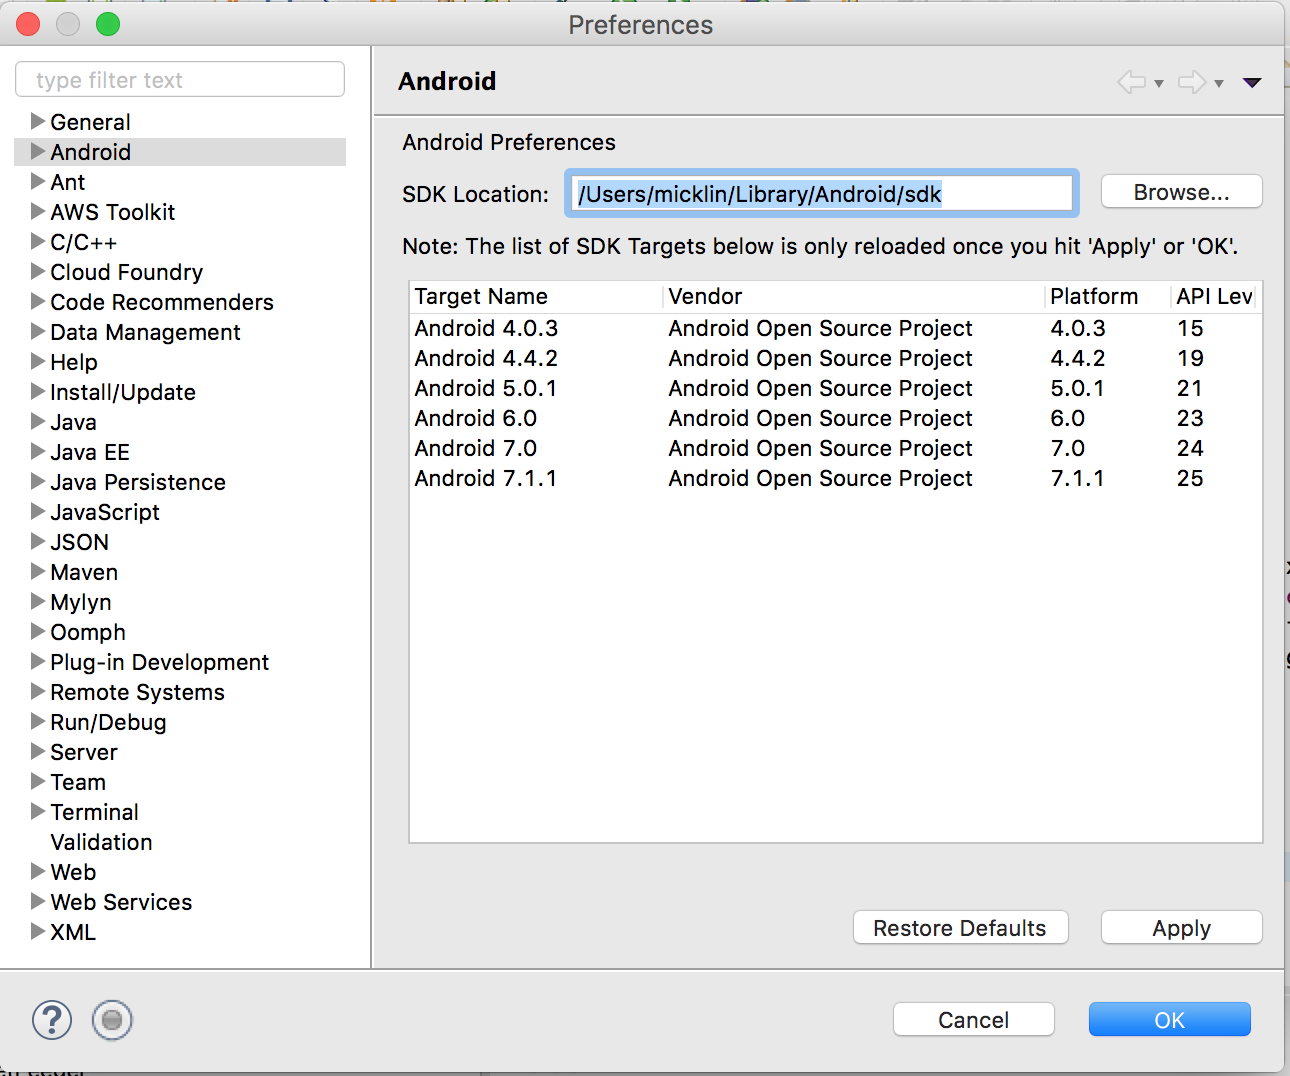 Preferences
type filter text
General
Android
Ant
AWS Toolkit
C/C++
Cloud Foundry
Code Recommenders
Data Management
Help
Install/Update
Java
Java EE
Java Persistence
JavaScript
JSON
Maven
Mylyn
Oomph
Plug-in Development
Remote Systems
Run/Debug
Server
Team
Terminal
Validation
Web
Web Services
XML
Android
Android Preferences
SDK Location: /Users/micklin/Library/Android/sdk Browse...
Note: The list of SDK Targets below is only reloaded once you hit 'Apply' or 'OK'.
Target Name Vendor Platform API Lev
Android 4.0.3 Android Open Source Project 4.0.3 15
Android 4.4.2 Android Open Source Project 4.4.2 19
Android 5.0.1 Android Open Source Project 5.0.1 21
Android 6.0 Android Open Source Project 6.0 23
Android 7.0 Android Open Source Project 7.0 24
Android 7.1.1 Android Open Source Project 7.1.1 25
Restore Defaults Apply
? Cancel OK